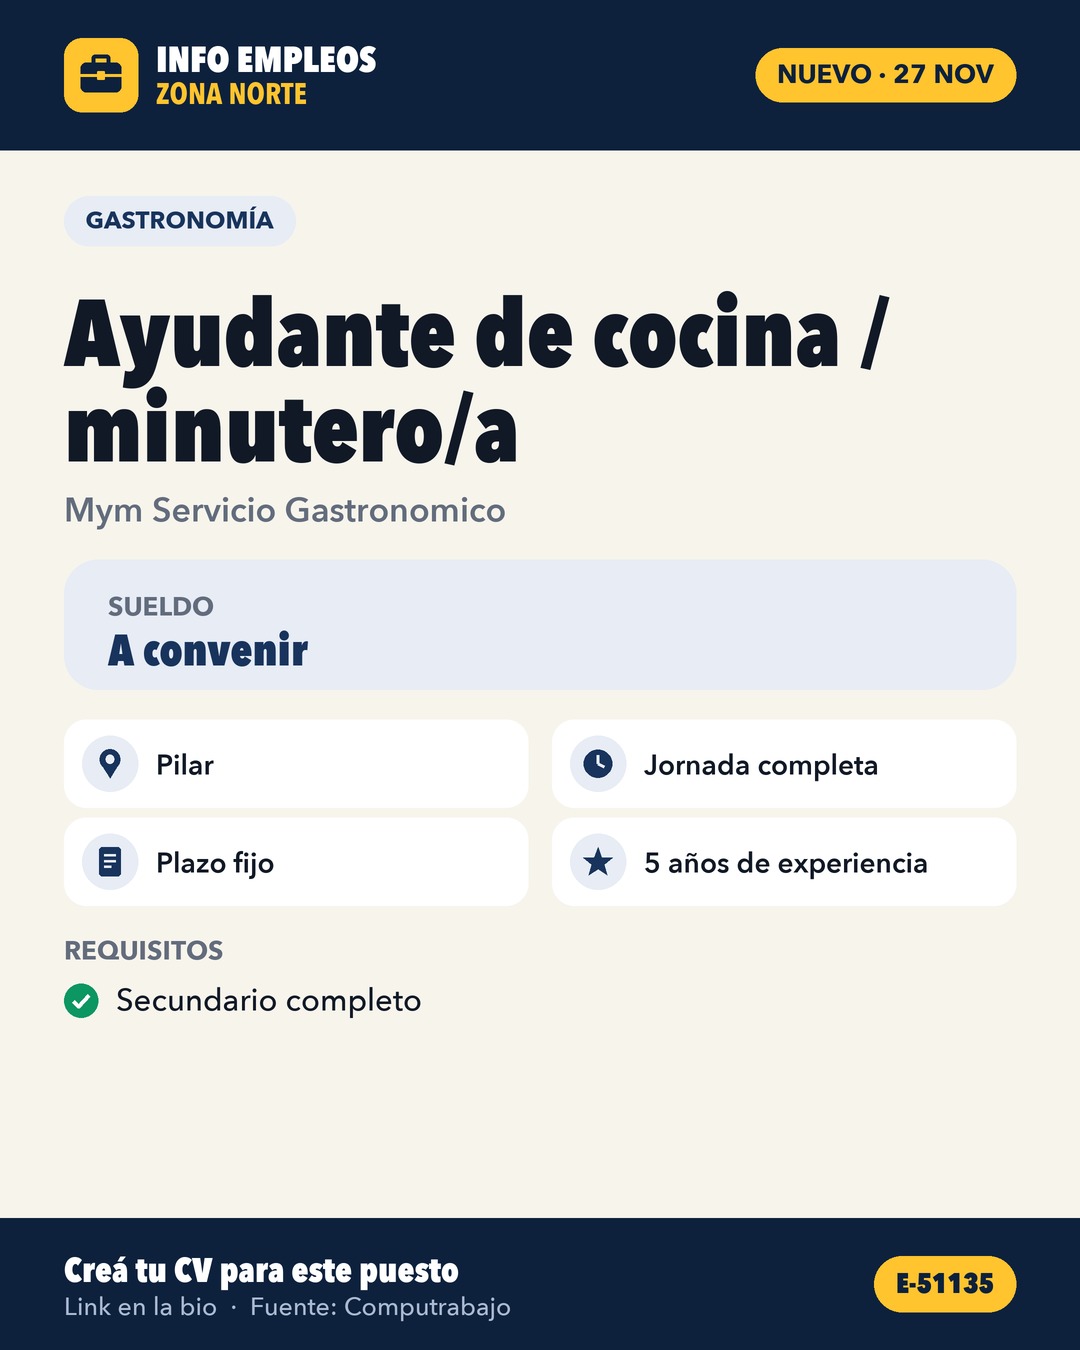 INFO EMPLEOS
ZONA NORTE
NUEVO · 27 NOV
GASTRONOMÍA
Ayudante de cocina /
minutero/a
Mym Servicio Gastronomico
SUELDO
A convenir
Pilar
Jornada completa
Plazo fijo
5 años de experiencia
REQUISITOS
Secundario completo
Creá tu CV para este puesto
Link en la bio · Fuente: Computrabajo
E-51135